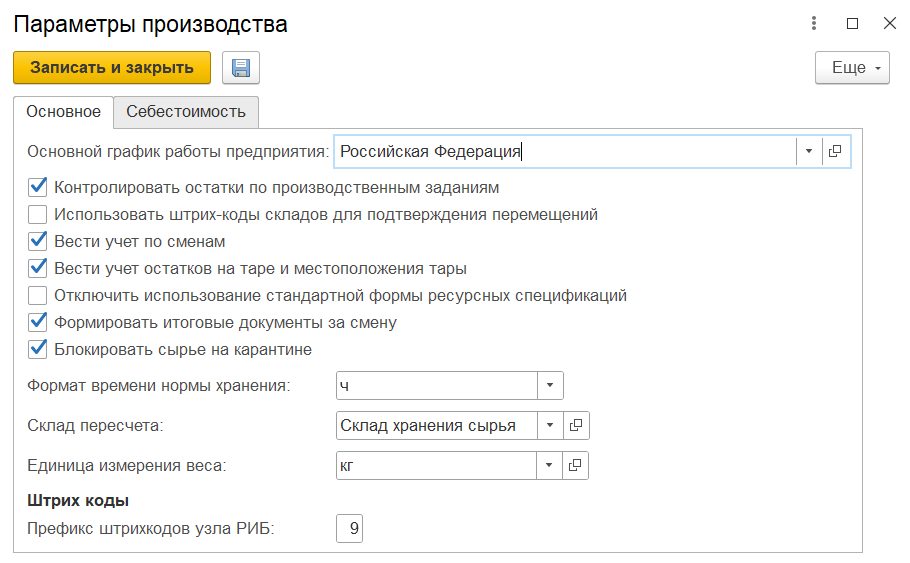 Параметры производства
Записать и закрыть
Еще
Основное Себестоимость
Основной график работы предприятия: Российская Федерация
Контролировать остатки по производственным заданиям
Использовать штрих-коды складов для подтверждения перемещений
Вести учет по сменам
Вести учет остатков на таре и местоположения тары
Отключить использование стандартной формы ресурсных спецификаций
Формировать итоговые документы за смену
Блокировать сырье на карантине
Формат времени нормы хранения: ч
Склад пересчета: Склад хранения сырья
Единица измерения веса: кг
Штрих коды
Префикс штрихкодов узла РИБ: 9